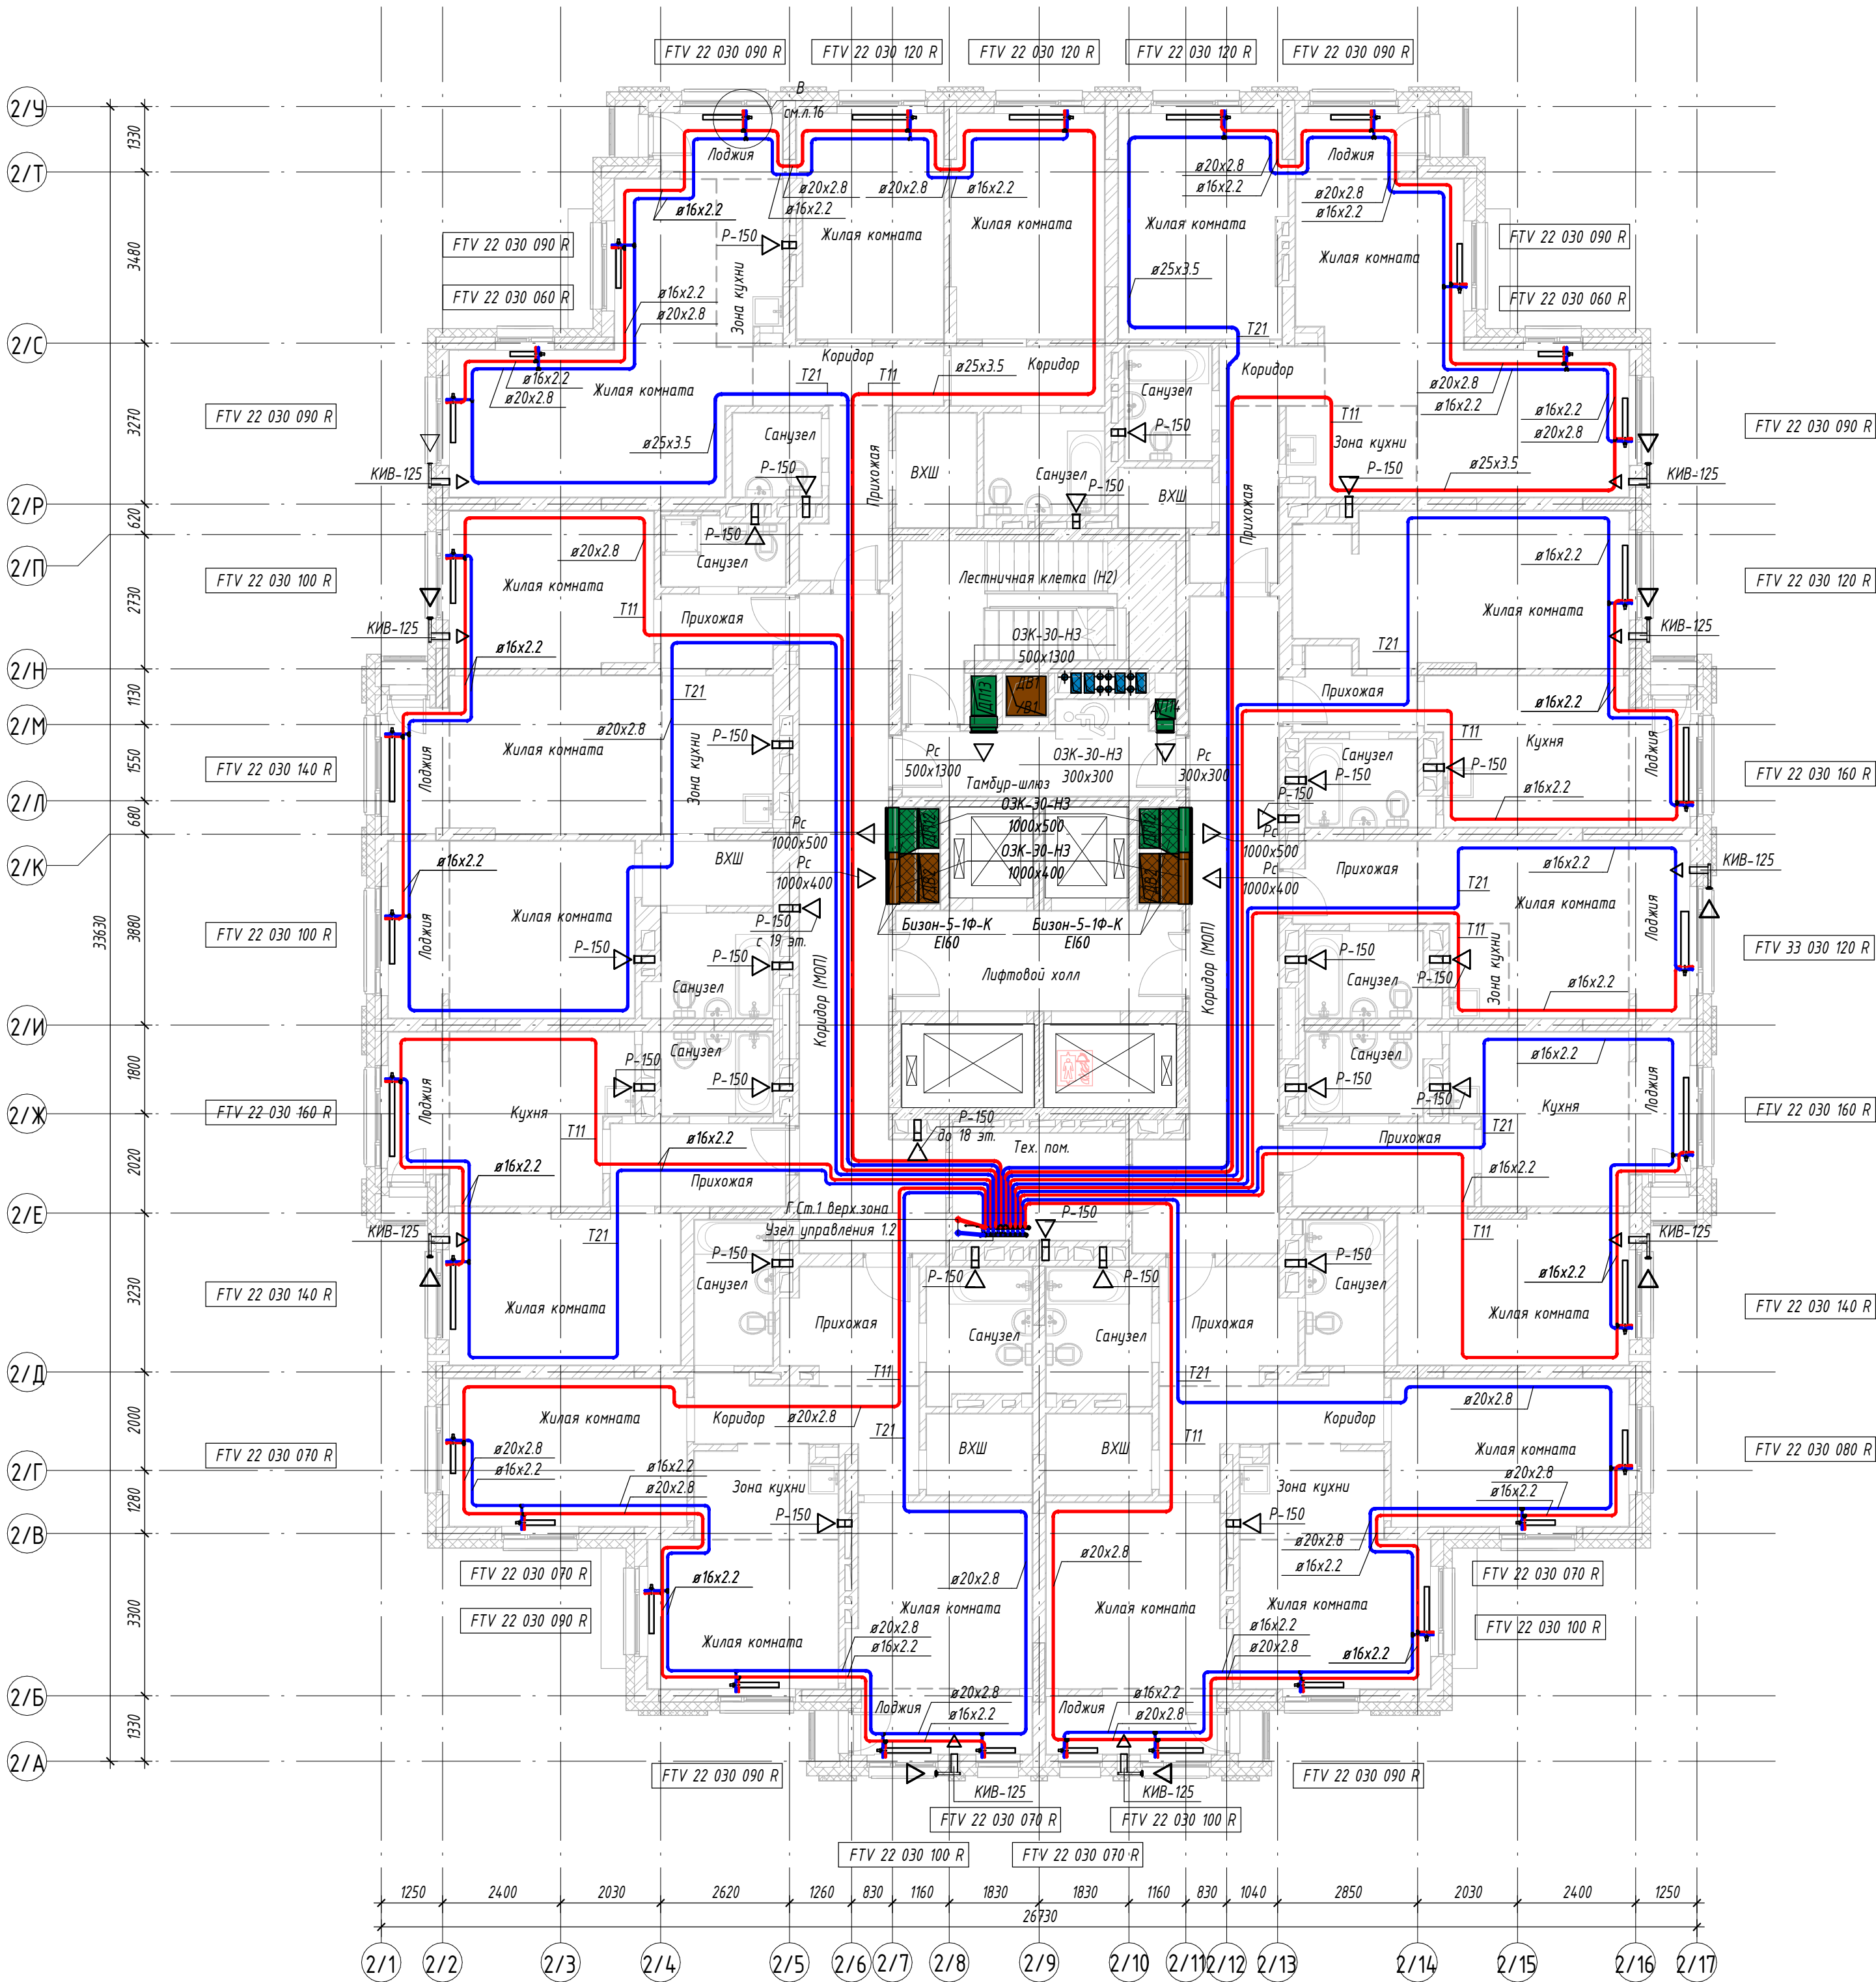 FTV 22 030 090 R
FTV 22 030 120 R
FTV 22 030 120 R
FTV 22 030 120 R
FTV 22 030 090 R
2/У
В
см.л.16
1330
Лоджия
Лоджия
2/Т
ø20x2.8
ø16x2.2
ø20x2.8
ø20x2.8
ø16x2.2
ø20x2.8
ø16x2.2
ø16x2.2
ø16x2.2
3480
FTV 22 030 090 R
P-150
Жилая комната
Жилая комната
Жилая комната
Жилая комната
FTV 22 030 090 R
FTV 22 030 060 R
ø16x2.2
ø20x2.8
Зона кухни
ø25x3.5
FTV 22 030 060 R
2/С
T21
Коридор
Коридор
Коридор
ø16x2.2
ø20x2.8
Жилая комната
T21
T11
ø25x3.5
Санузел
ø20x2.8
ø16x2.2
ø16x2.2
ø20x2.8
3270
FTV 22 030 090 R
ø25x3.5
Санузел
P-150
T11
Зона кухни
FTV 22 030 090 R
КИВ-125
P-150
Прихожая
ВХШ
Санузел
P-150
ВХШ
P-150
ø25x3.5
КИВ-125
2/Р
620
ø20x2.8
P-150
Санузел
Прихожая
ø16x2.2
2/П
FTV 22 030 100 R
Жилая комната
Лестничная клетка (Н2)
Жилая комната
FTV 22 030 120 R
2730
T11
Прихожая
КИВ-125
ø16x2.2
ОЗК-30-НЗ
500x1300
T21
КИВ-125
2/Н
1130
T21
ДП13
ДВ1
/В1
ДП14
Прихожая
ø16x2.2
2/М
ø20x2.8
Жилая комната
P-150
Рс
500x1300
ОЗК-30-НЗ
300x300
Рс
300x300
Санузел
T11
Кухня
1550
FTV 22 030 140 R
Лоджия
Зона кухни
Тамбур-шлюз
P-150
P-150
Лоджия
FTV 22 030 160 R
2/Л
ОЗК-30-НЗ
1000x500
P-150
ø16x2.2
680
Рс
1000x500
ДП12
ДП12
Рс
1000x500
2/К
ø16x2.2
ВХШ
Рс
1000x400
ОЗК-30-НЗ
1000x400
ДВ2
ДВ2
Рс
1000x400
Прихожая
ø16x2.2
T21
КИВ-125
33630
3880
Жилая комната
P-150
с 19 эт.
Бизон-5-1Ф-К
EI60
Бизон-5-1Ф-К
EI60
Жилая комната
FTV 22 030 100 R
Лоджия
P-150
P-150
Коридор (МОП)
Лифтовой холл
Коридор (МОП)
P-150
T11
P-150
Зона кухни
Лоджия
FTV 33 030 120 R
Санузел
Санузел
ø16x2.2
2/И
Санузел
Санузел
ø16x2.2
1800
P-150
P-150
P-150
P-150
Лоджия
Лоджия
FTV 22 030 160 R
Кухня
Кухня
FTV 22 030 160 R
2/Ж
P-150
до 18 эт.
T11
ø16x2.2
Тех. пом.
Прихожая
T21
2020
ø16x2.2
Прихожая
ø16x2.2
2/Е
Г.Ст.1 верх.зона
Узел управления 1.2
P-150
КИВ-125
T21
T11
КИВ-125
P-150
Санузел
P-150
P-150
P-150
Санузел
ø16x2.2
3230
FTV 22 030 140 R
Жилая комната
Прихожая
Санузел
Санузел
Прихожая
Жилая комната
FTV 22 030 140 R
2/Д
T11
T21
ø20x2.8
2000
Жилая комната
Коридор
ø20x2.8
T21
ВХШ
ВХШ
T11
Коридор
Жилая комната
FTV 22 030 070 R
ø20x2.8
ø16x2.2
FTV 22 030 080 R
2/Г
ø16x2.2
ø20x2.8
Зона кухни
Зона кухни
ø20x2.8
ø16x2.2
1280
P-150
P-150
2/В
FTV 22 030 070 R
ø16x2.2
ø20x2.8
ø20x2.8
ø20x2.8
ø16x2.2
FTV 22 030 070 R
3300
FTV 22 030 090 R
Жилая комната
Жилая комната
Жилая комната
Жилая комната
FTV 22 030 100 R
ø20x2.8
ø16x2.2
ø16x2.2
ø20x2.8
ø16x2.2
2/Б
Лоджия
ø20x2.8
ø16x2.2
Лоджия
ø16x2.2
ø20x2.8
1330
2/А
FTV 22 030 090 R
КИВ-125
КИВ-125
FTV 22 030 090 R
FTV 22 030 070 R
FTV 22 030 100 R
FTV 22 030 100 R
FTV 22 030 070 R
1250
2400
2030
2620
1260
830
1160
1830
1830
1160
830
1040
2850
2030
2400
1250
26730
2/1
2/2
2/3
2/4
2/5
2/6
2/7
2/8
2/9
2/10
2/11
2/12
2/13
2/14
2/15
2/16
2/17